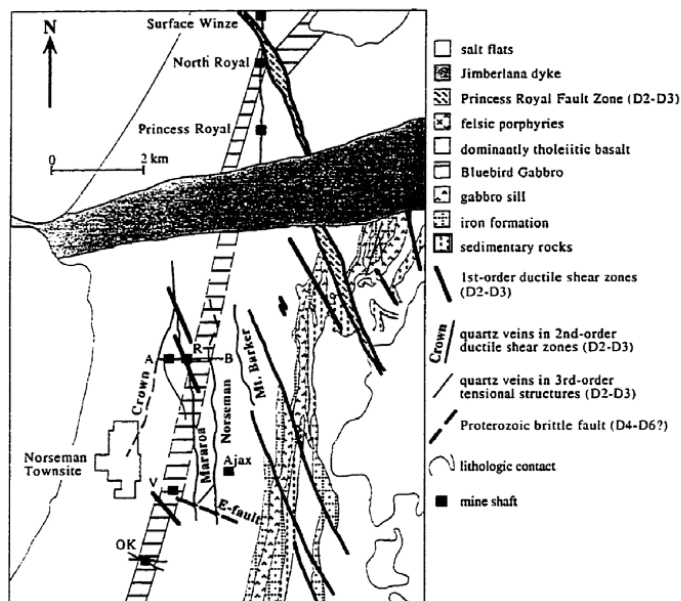 N
Surface Winze
North Royal
Princess Royal
0 2 km
A
R
B
Crown
Mararoa
Norseman
Mt. Barker
Norseman
Townsite
Ajax
V
E-fault
OK
salt flats
Jimberlana dyke
Princess Royal Fault Zone (D2-D3)
felsic porphyries
dominantly tholeiitic basalt
Bluebird Gabbro
gabbro sill
iron formation
sedimentary rocks
1st-order ductile shear zones
(D2-D3)
Crown
quartz veins in 2nd-order
ductile shear zones (D2-D3)
quartz veins in 3rd-order
tensional structures (D2-D3)
Proterozoic brittle fault (D4-D6?)
lithologic contact
mine shaft